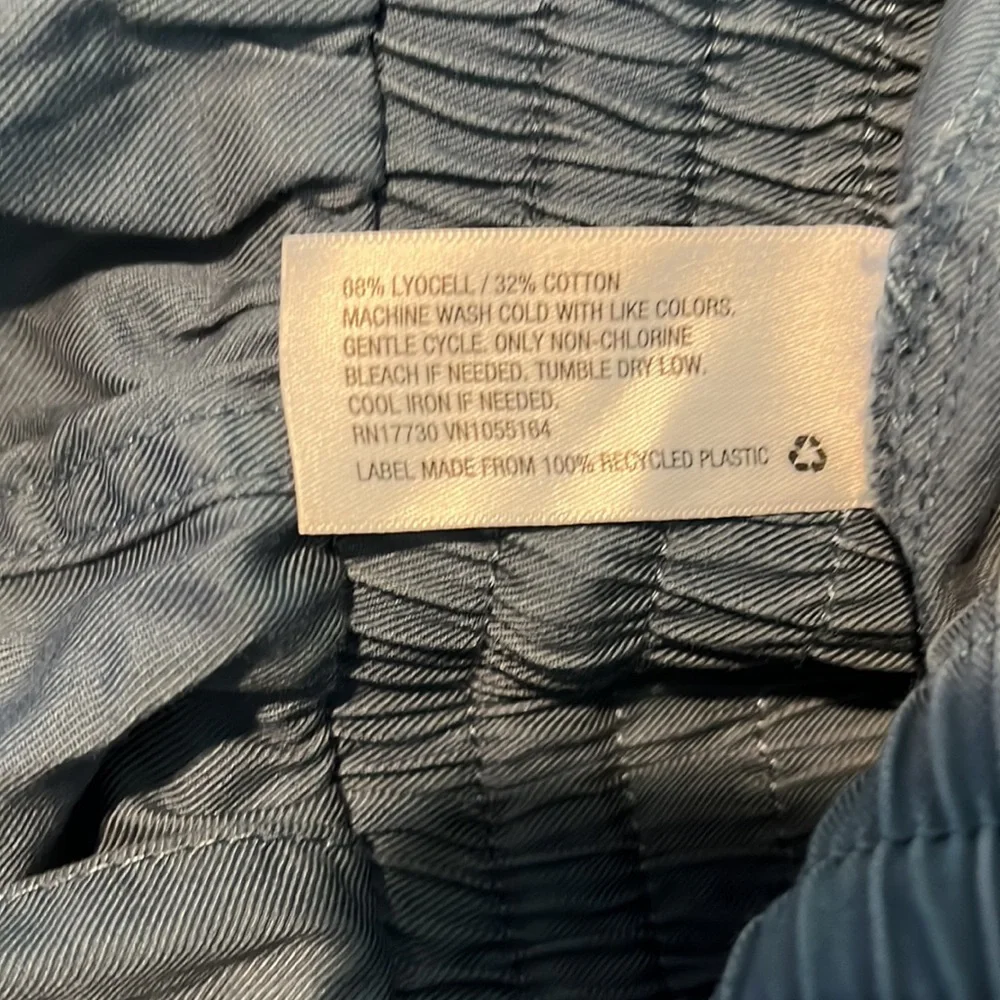 68% LYOCELL / 32% COTTON
MACHINE WASH COLD WITH LIKE COLORS.
GENTLE CYCLE. ONLY NON-CHLORINE
BLEACH IF NEEDED. TUMBLE DRY LOW.
COOL IRON IF NEEDED.
RN17730 VN1055164
LABEL MADE FROM 100% RECYCLED PLASTIC